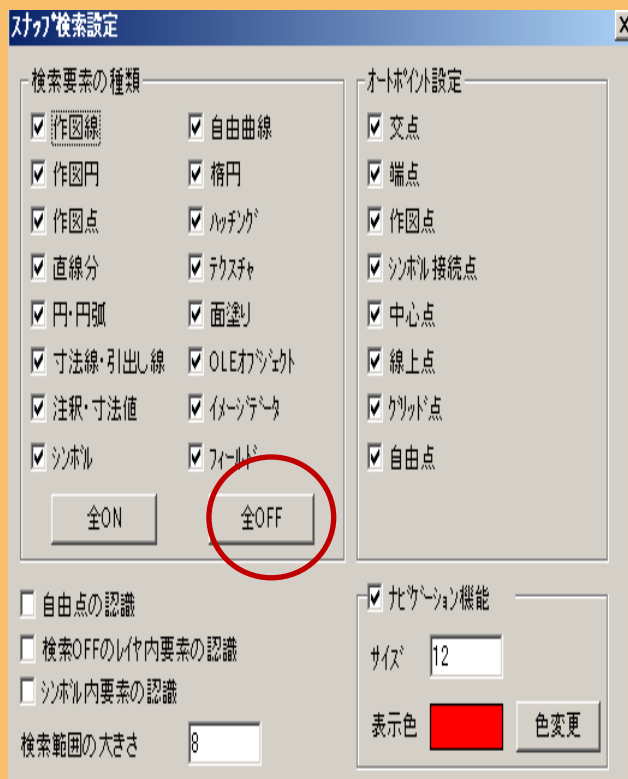 ｽﾅｯﾌﾟ検索設定
検索要素の種類
作図線
作図円
作図点
直線分
円・円弧
寸法線・引出し線
注釈・寸法値
ｼﾝﾎﾞﾙ
自由曲線
楕円
ﾊｯﾁﾝｸﾞ
ﾃｸｽﾁｬ
面塗り
OLEｵﾌﾞｼﾞｪｸﾄ
ｲﾒｰｼﾞﾃﾞｰﾀ
ﾌｨｰﾙﾄﾞ
全ON
全OFF
ｵｰﾄﾎﾟｲﾝﾄ設定
交点
端点
作図点
ｼﾝﾎﾞﾙ接続点
中心点
線上点
ｸﾞﾘｯﾄﾞ点
自由点
自由点の認識
検索OFFのﾚｲﾔ内要素の認識
ｼﾝﾎﾞﾙ内要素の認識
検索範囲の大きさ 8
ﾅﾋﾞｹﾞｰｼｮﾝ機能
ｻｲｽﾞ 12
表示色
色変更